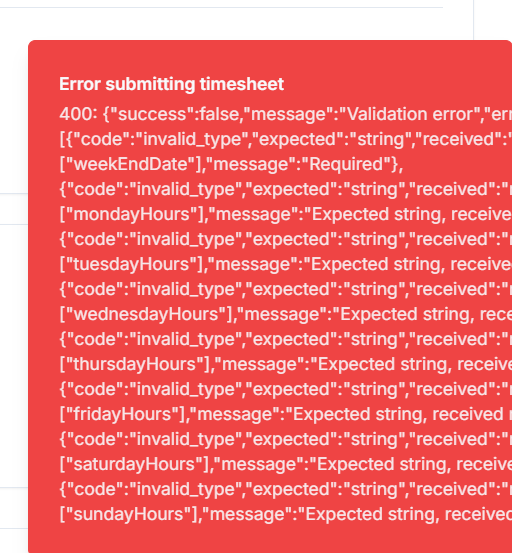 Error submitting timesheet
400: {"success":false,"message":"Validation error","err
[{"code":"invalid_type","expected":"string","received":"
["weekEndDate"],"message":"Required"},
{"code":"invalid_type","expected":"string","received":"n
["mondayHours"],"message":"Expected string, receive
{"code":"invalid_type","expected":"string","received":"n
["tuesdayHours"],"message":"Expected string, receive
{"code":"invalid_type","expected":"string","received":"n
["wednesdayHours"],"message":"Expected string, rece
{"code":"invalid_type","expected":"string","received":"n
["thursdayHours"],"message":"Expected string, receive
{"code":"invalid_type","expected":"string","received":"n
["fridayHours"],"message":"Expected string, received n
{"code":"invalid_type","expected":"string","received":"n
["saturdayHours"],"message":"Expected string, receive
{"code":"invalid_type","expected":"string","received":"n
["sundayHours"],"message":"Expected string, received